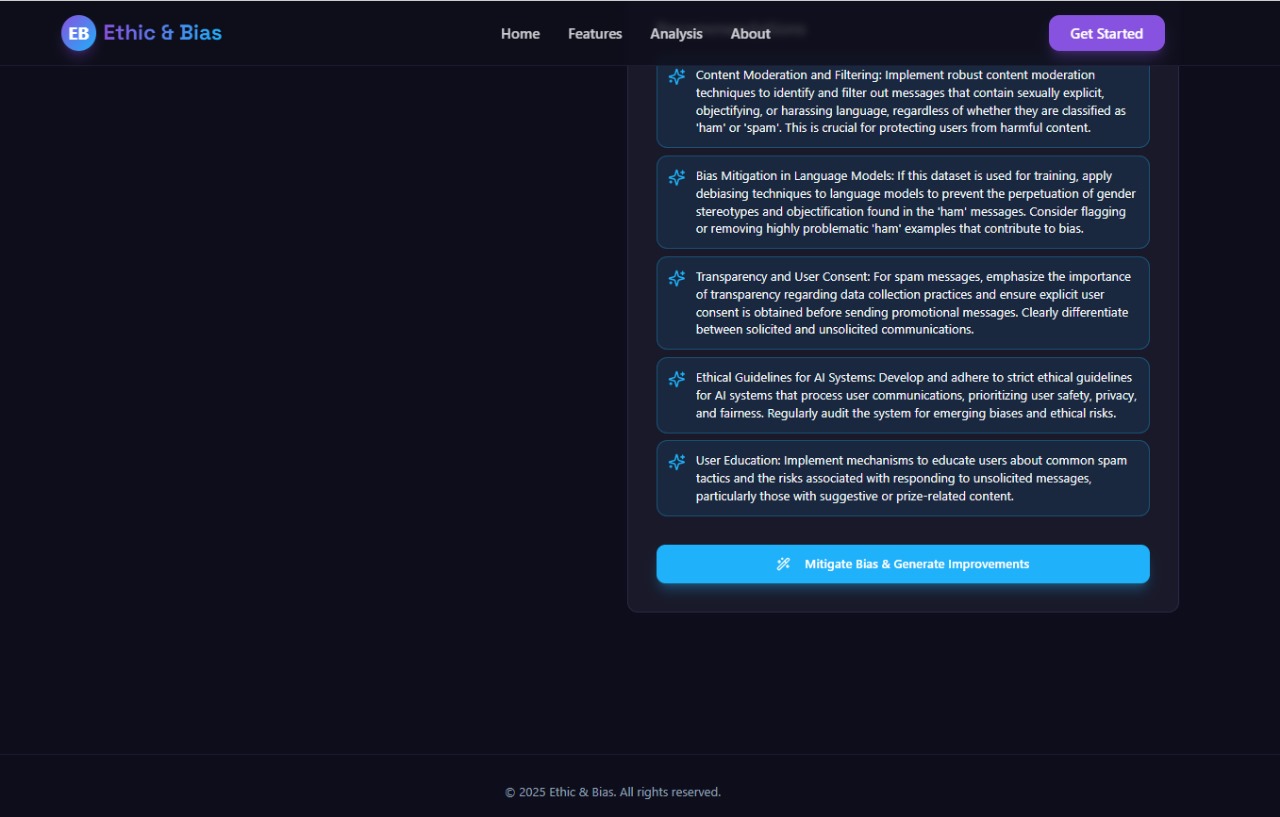 EB Ethic & Bias
Home Features Analysis About
Get Started
Content Moderation and Filtering: Implement robust content moderation
techniques to identify and filter out messages that contain sexually explicit,
objectifying, or harassing language, regardless of whether they are classified as
'ham' or 'spam'. This is crucial for protecting users from harmful content.
Bias Mitigation in Language Models: If this dataset is used for training, apply
debiasing techniques to language models to prevent the perpetuation of gender
stereotypes and objectification found in the 'ham' messages. Consider flagging
or removing highly problematic 'ham' examples that contribute to bias.
Transparency and User Consent: For spam messages, emphasize the importance
of transparency regarding data collection practices and ensure explicit user
consent is obtained before sending promotional messages. Clearly differentiate
between solicited and unsolicited communications.
Ethical Guidelines for AI Systems: Develop and adhere to strict ethical guidelines
for AI systems that process user communications, prioritizing user safety, privacy,
and fairness. Regularly audit the system for emerging biases and ethical risks.
User Education: Implement mechanisms to educate users about common spam
tactics and the risks associated with responding to unsolicited messages,
particularly those with suggestive or prize-related content.
Mitigate Bias & Generate Improvements
© 2025 Ethic & Bias. All rights reserved.